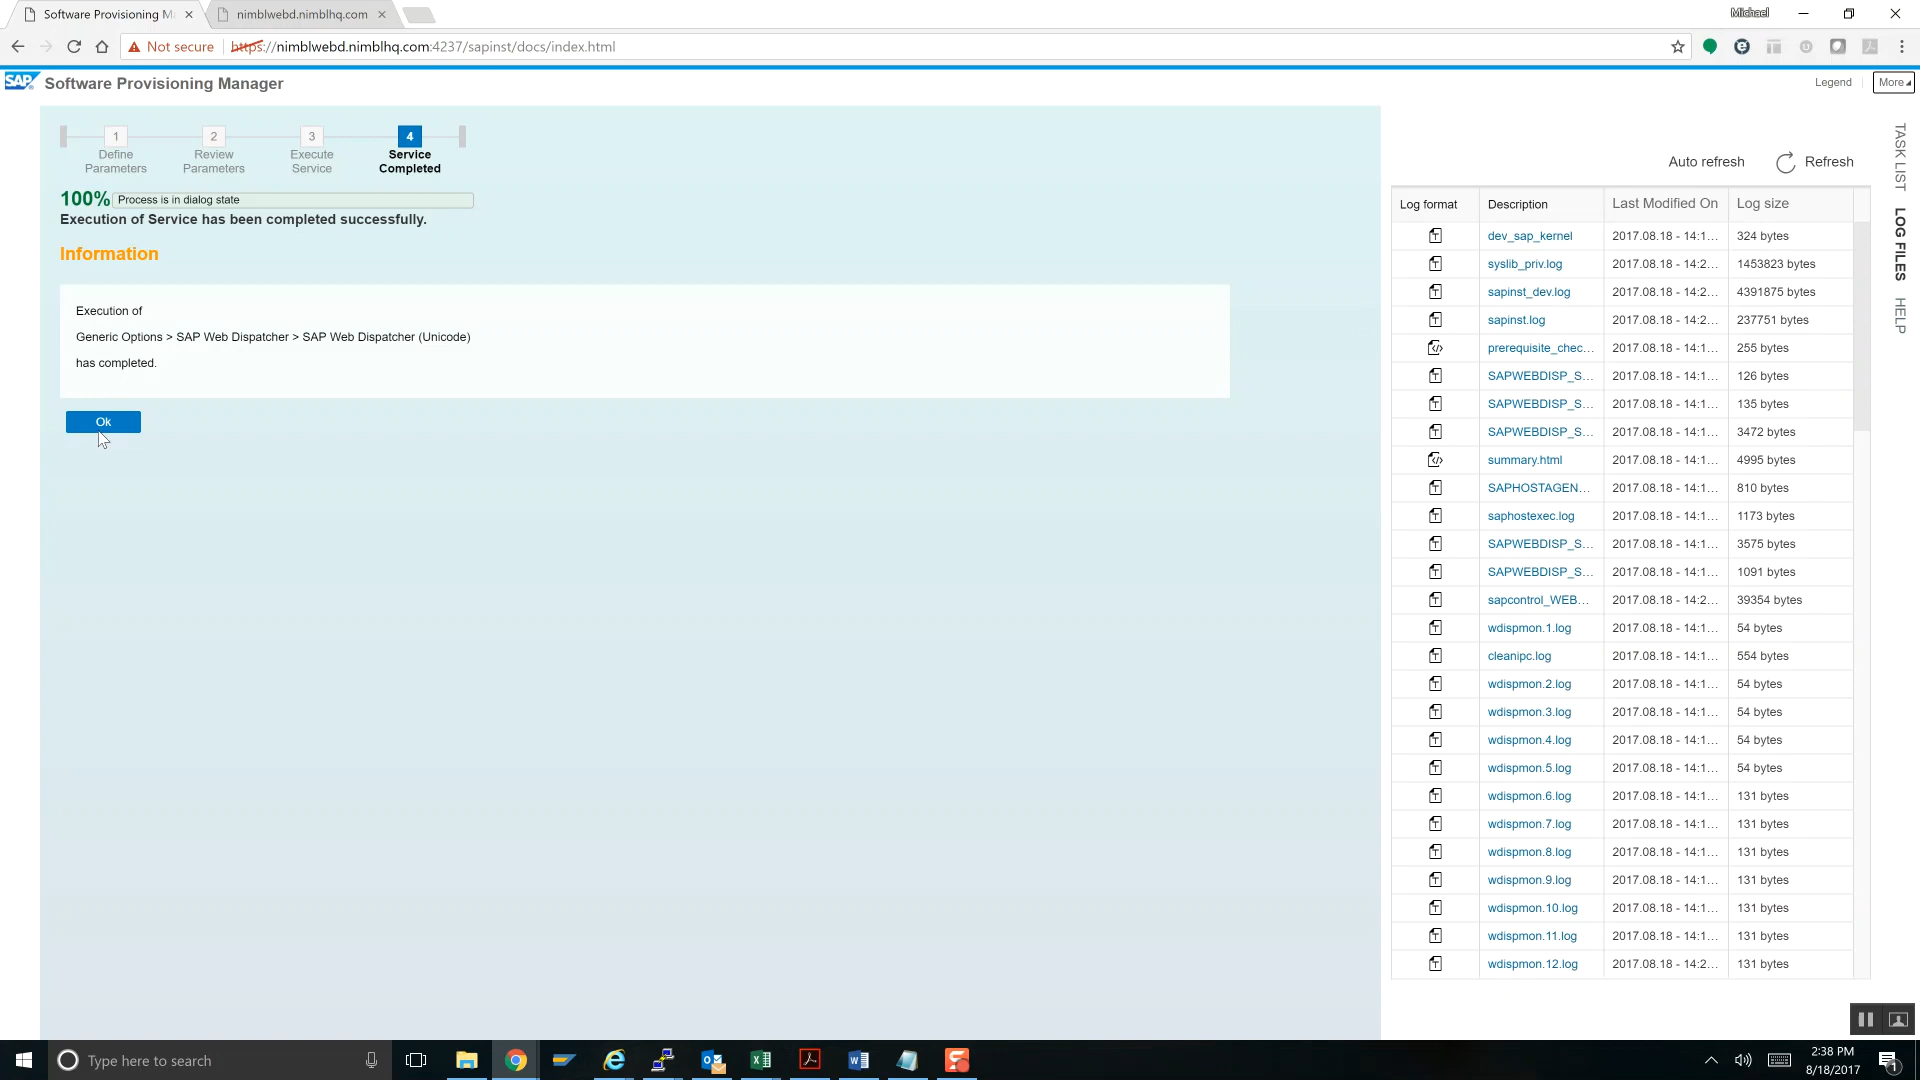 Software Provisioning M
nimblwebd.nimblhq.com
Michael
Not secure
https://nimblwebd.nimblhq.com:4237/sapinst/docs/index.html
SAP Software Provisioning Manager
Legend
More
1
2
3
4
Define Parameters
Review Parameters
Execute Service
Service Completed
100% Process is in dialog state
Execution of Service has been completed successfully.
Information
Execution of
Generic Options > SAP Web Dispatcher > SAP Web Dispatcher (Unicode)
has completed.
Ok
Auto refresh
Refresh
TASK LIST
LOG FILES
HELP
Log format Description Last Modified On Log size
dev_sap_kernel 2017.08.18 - 14:1... 324 bytes
syslib_priv.log 2017.08.18 - 14:2... 1453823 bytes
sapinst_dev.log 2017.08.18 - 14:2... 4391875 bytes
sapinst.log 2017.08.18 - 14:2... 237751 bytes
prerequisite_chec... 2017.08.18 - 14:1... 255 bytes
SAPWEBDISP_S... 2017.08.18 - 14:1... 126 bytes
SAPWEBDISP_S... 2017.08.18 - 14:1... 135 bytes
SAPWEBDISP_S... 2017.08.18 - 14:1... 3472 bytes
summary.html 2017.08.18 - 14:1... 4995 bytes
SAPHOSTAGEN... 2017.08.18 - 14:1... 810 bytes
saphostexec.log 2017.08.18 - 14:1... 1173 bytes
SAPWEBDISP_S... 2017.08.18 - 14:1... 3575 bytes
SAPWEBDISP_S... 2017.08.18 - 14:1... 1091 bytes
sapcontrol_WEB... 2017.08.18 - 14:2... 39354 bytes
wdispmon.1.log 2017.08.18 - 14:1... 54 bytes
cleanipc.log 2017.08.18 - 14:1... 554 bytes
wdispmon.2.log 2017.08.18 - 14:1... 54 bytes
wdispmon.3.log 2017.08.18 - 14:1... 54 bytes
wdispmon.4.log 2017.08.18 - 14:1... 54 bytes
wdispmon.5.log 2017.08.18 - 14:1... 54 bytes
wdispmon.6.log 2017.08.18 - 14:1... 131 bytes
wdispmon.7.log 2017.08.18 - 14:1... 131 bytes
wdispmon.8.log 2017.08.18 - 14:1... 131 bytes
wdispmon.9.log 2017.08.18 - 14:1... 131 bytes
wdispmon.10.log 2017.08.18 - 14:1... 131 bytes
wdispmon.11.log 2017.08.18 - 14:1... 131 bytes
wdispmon.12.log 2017.08.18 - 14:2... 131 bytes
Type here to search
2:38 PM
8/18/2017
1